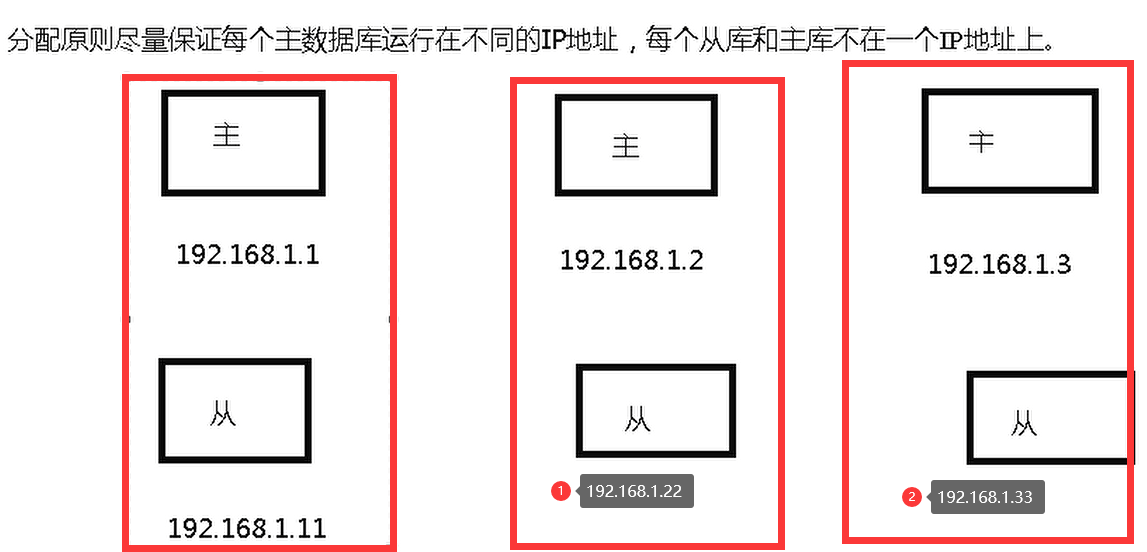 分配原则尽量保证每个主数据库运行在不同的IP地址，每个从库和主库不在一个IP地址上。
主
主
主
192.168.1.1
192.168.1.2
192.168.1.3
从
从
从
1 192.168.1.22
2 192.168.1.33
192.168.1.11